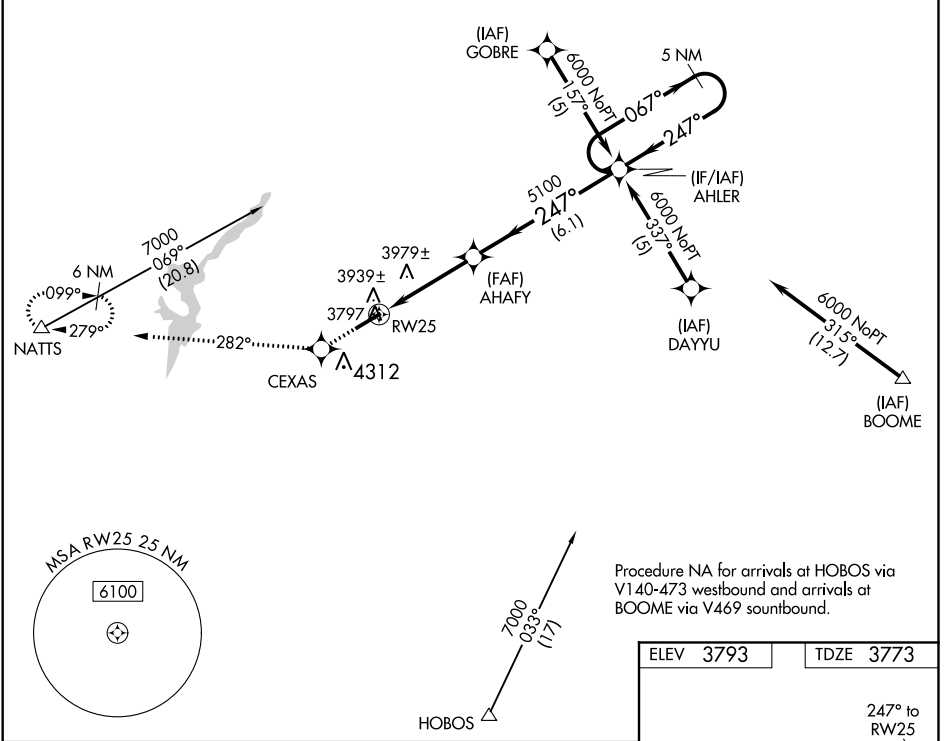 (IAF)
GOBRE
6000 NoPT
157°
(5)
5 NM
067°
247°
(IF/IAF)
AHLER
5100
247°
(6.1)
6000 NoPT
337°
(5)
7000
069°
(20.8)
6 NM
099°
279°
NATTS
3979±
3939±
3797
RW25
(FAF)
AHAFY
(IAF)
DAYYU
6000 NoPT
315°
(12.7)
(IAF)
BOOME
282°
CEXAS
4312
MSA RW25 25 NM
6100
7000
033°
(17)
HOBOS
Procedure NA for arrivals at HOBOS via
V140-473 westbound and arrivals at
BOOME via V469 sountbound.
ELEV 3793
TDZE 3773
247° to
RW25